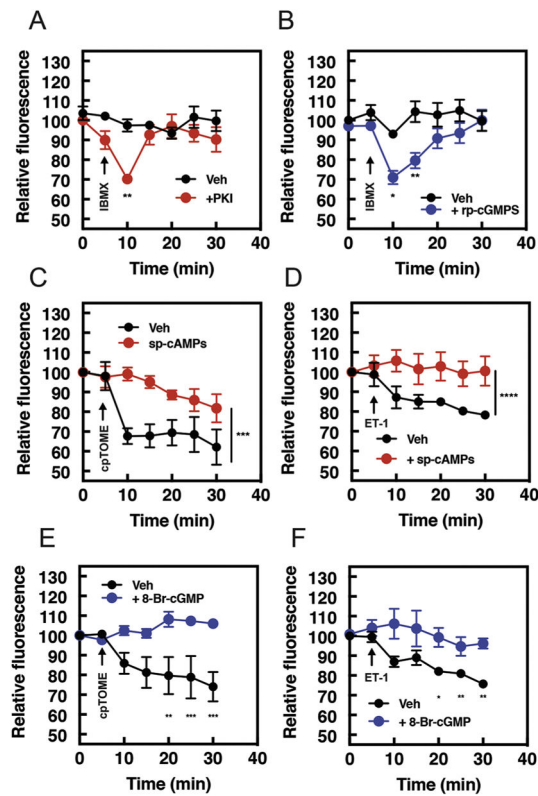 A
Relative fluorescence
130
120
110
100
90
80
70
60
50
IBMX
**
Veh
+PKI
0 10 20 30 40
Time (min)
B
Relative fluorescence
130
120
110
100
90
80
70
60
50
IBMX
*
**
Veh
+ rp-cGMPS
0 10 20 30 40
Time (min)
C
Relative fluorescence
130
120
110
100
90
80
70
60
50
Veh
sp-cAMPs
cpTOME
***
0 10 20 30 40
Time (min)
D
Relative fluorescence
130
120
110
100
90
80
70
60
50
ET-1
****
Veh
+ sp-cAMPs
0 10 20 30 40
Time (min)
E
Relative fluorescence
130
120
110
100
90
80
70
60
50
Veh
+ 8-Br-cGMP
cpTOME
** *** ***
0 10 20 30 40
Time (min)
F
Relative fluorescence
130
120
110
100
90
80
70
60
50
ET-1
* ** **
Veh
+ 8-Br-cGMP
0 10 20 30 40
Time (min)